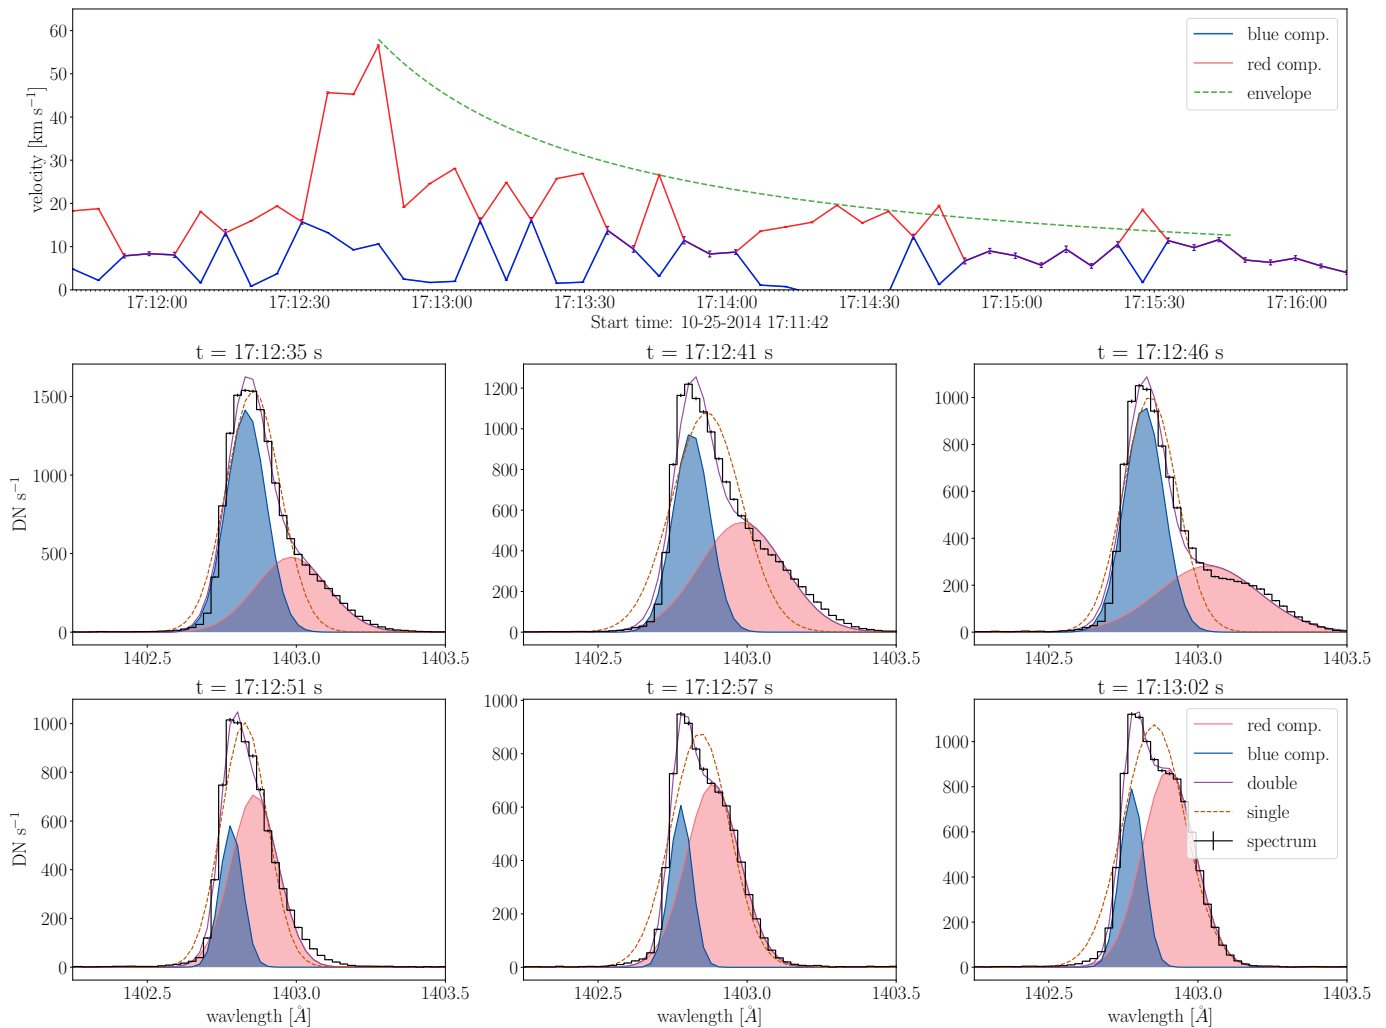 velocity [km s⁻¹]
60
50
40
30
20
10
0
blue comp.
red comp.
envelope
17:12:00 17:12:30 17:13:00 17:13:30 17:14:00 17:14:30 17:15:00 17:15:30 17:16:00
Start time: 10-25-2014 17:11:42
t = 17:12:35 s
DN s⁻¹
1500
1000
500
0
1402.5 1403.0 1403.5
t = 17:12:41 s
1200
1000
800
600
400
200
0
1402.5 1403.0 1403.5
t = 17:12:46 s
1000
800
600
400
200
0
1402.5 1403.0 1403.5
t = 17:12:51 s
DN s⁻¹
1000
800
600
400
200
0
1402.5 1403.0 1403.5
wavlength [Å]
t = 17:12:57 s
1000
800
600
400
200
0
1402.5 1403.0 1403.5
wavlength [Å]
t = 17:13:02 s
1000
800
600
400
200
0
red comp.
blue comp.
double
single
spectrum
1402.5 1403.0 1403.5
wavlength [Å]